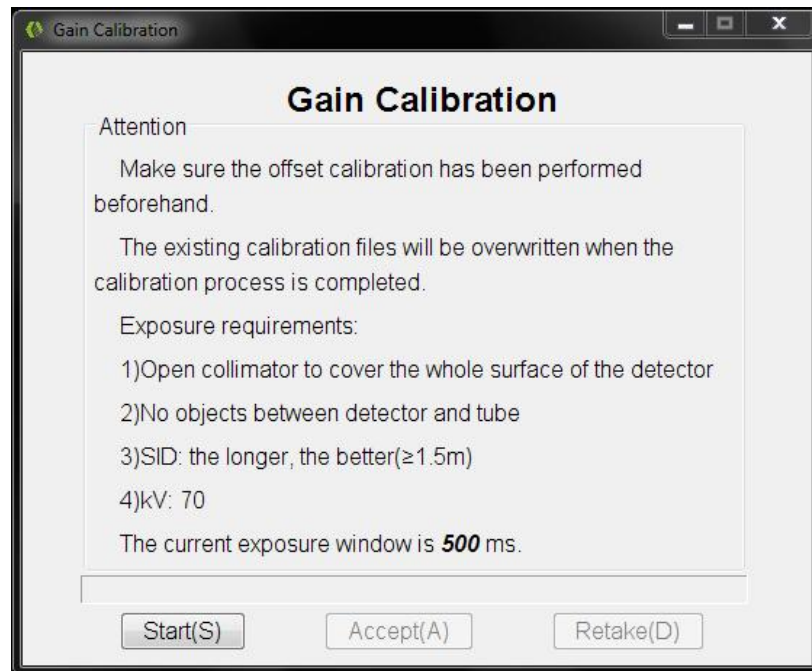 Gain Calibration
Gain Calibration
Attention
Make sure the offset calibration has been performed
beforehand.
The existing calibration files will be overwritten when the
calibration process is completed.
Exposure requirements:
1)Open collimator to cover the whole surface of the detector
2)No objects between detector and tube
3)SID: the longer, the better(≥1.5m)
4)kV: 70
The current exposure window is 500 ms.
Start(S) Accept(A) Retake(D)